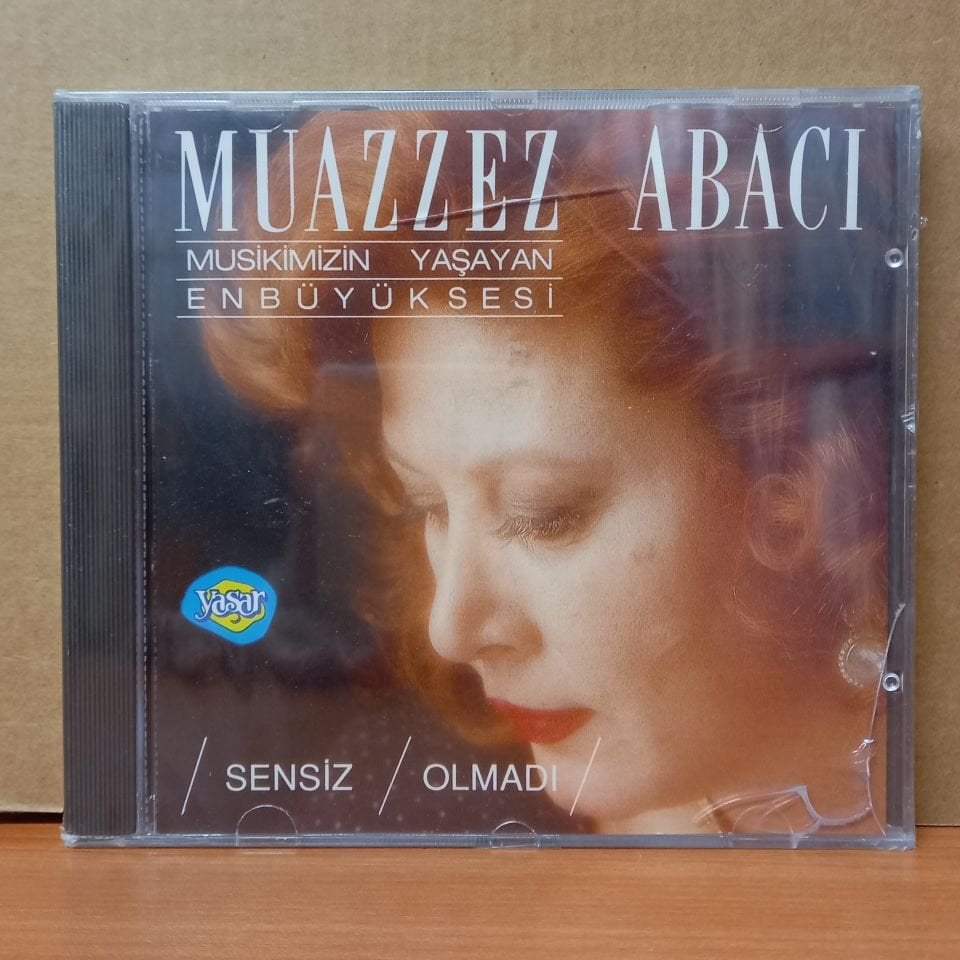 MUAZZEZ ABACI
MUSİKİMİZİN YAŞAYAN
ENBÜYÜKSESİ
yaşar
/ SENSİZ / OLMADI /